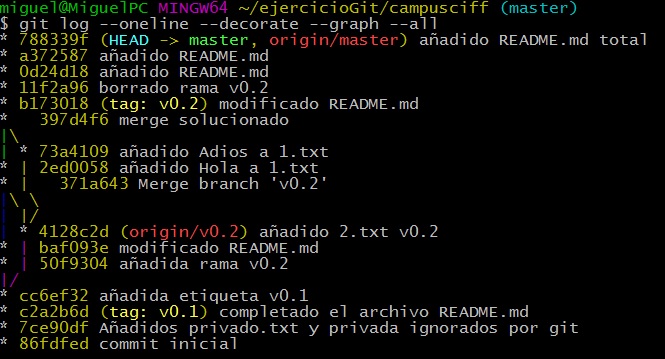 miguel@MiguelPC MINGW64 ~/ejercicioGit/campusciff (master)
$ git log --oneline --decorate --graph --all
* 788339f (HEAD -> master, origin/master) añadido README.md total
* a372587 añadido README.md
* 0d24d18 añadido README.md
* 11f2a96 borrado rama v0.2
* b173018 (tag: v0.2) modificado README.md
*   397d4f6 merge solucionado
|\
| * 73a4109 añadido Adios a 1.txt
* | 2ed0058 añadido Hola a 1.txt
* |   371a643 Merge branch 'v0.2'
|\ \
| |/
| * 4128c2d (origin/v0.2) añadido 2.txt v0.2
* | baf093e modificado README.md
* | 50f9304 añadida rama v0.2
|/
* cc6ef32 añadida etiqueta v0.1
* c2a2b6d (tag: v0.1) completado el archivo README.md
* 7ce90df Añadidos privado.txt y privada ignorados por git
* 86fdfed commit inicial